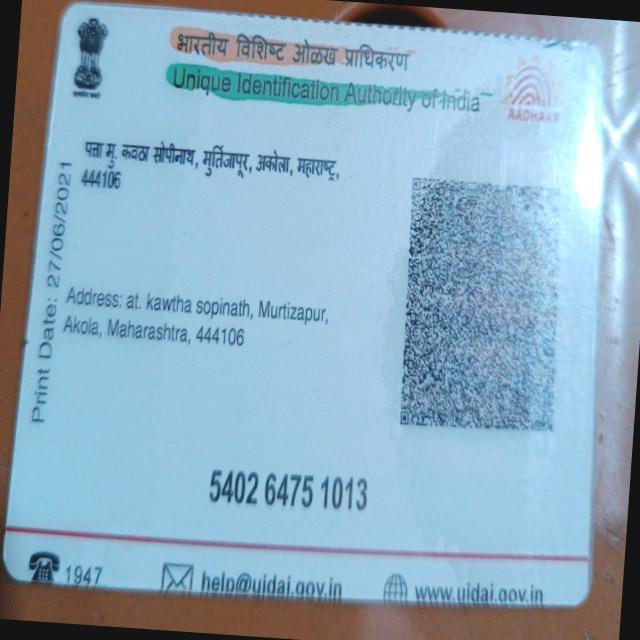 भारतीय विशिष्ट ओळख प्राधिकरण
Unique Identification Authority of India
AADHAAR
पत्ता मु. कवठा सोपीनाथ, मुर्तिजापूर, अकोला, महाराष्ट्र,
444106
Print Date: 27/06/2021
Address: at. kawtha sopinath, Murtizapur,
Akola, Maharashtra, 444106
5402 6475 1013
1947
help@uidai.gov.in
www.uidai.gov.in